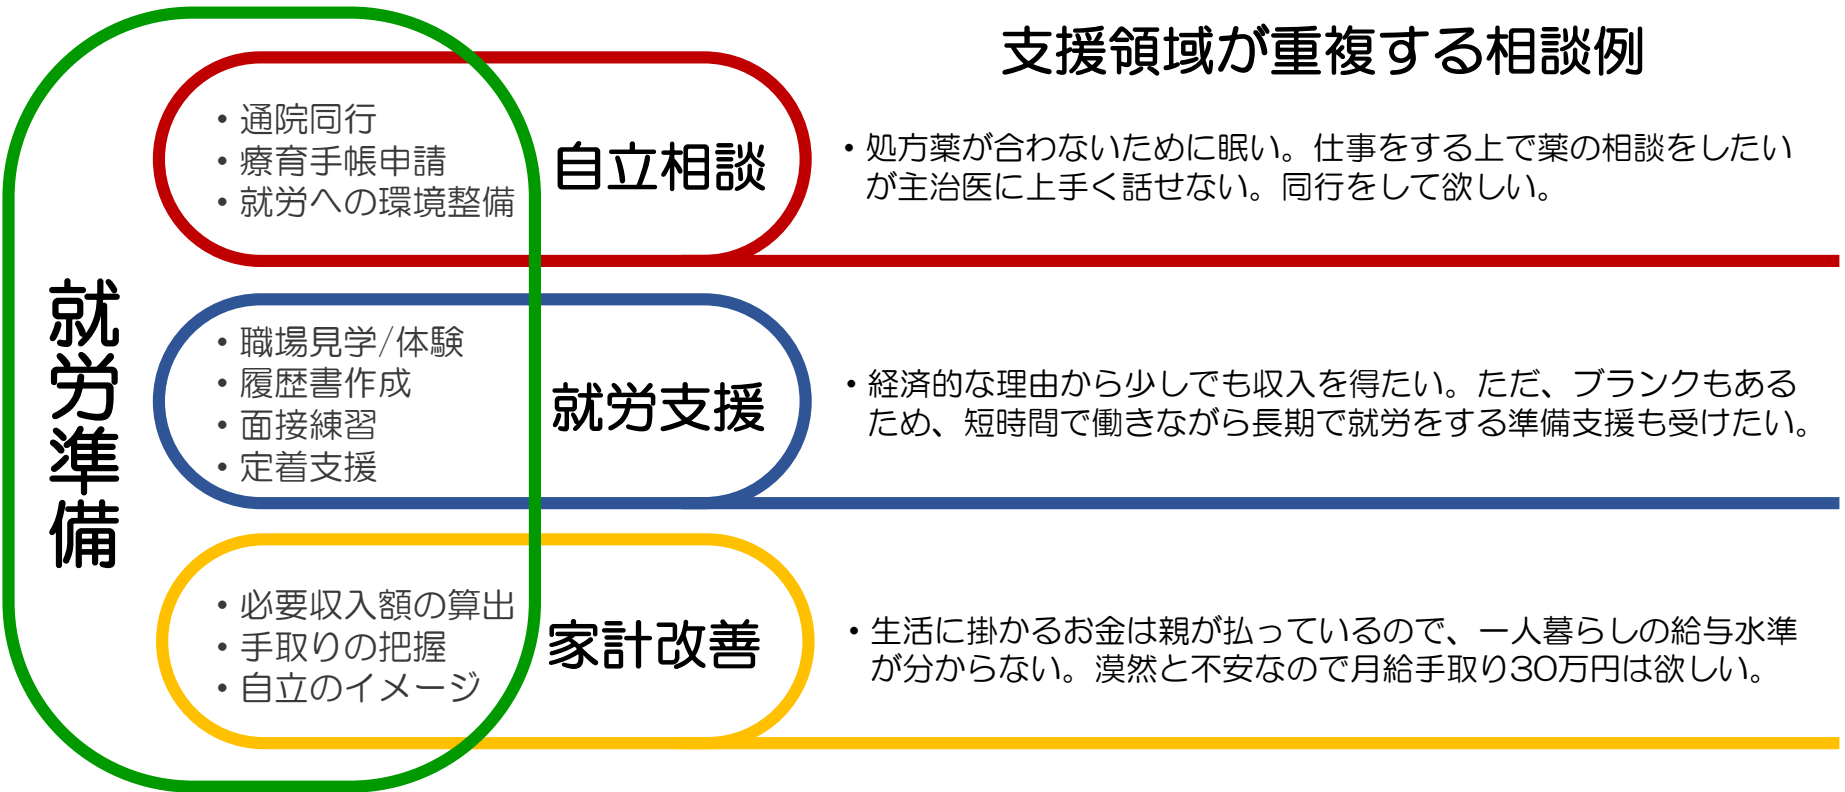 支援領域が重複する相談例
就労準備
・通院同行
・療育手帳申請
・就労への環境整備
自立相談
・処方薬が合わないために眠い。仕事をする上で薬の相談をしたい
が主治医に上手く話せない。同行をして欲しい。
・職場見学/体験
・履歴書作成
・面接練習
・定着支援
就労支援
・経済的な理由から少しでも収入を得たい。ただ、ブランクもある
ため、短時間で働きながら長期で就労をする準備支援も受けたい。
・必要収入額の算出
・手取りの把握
・自立のイメージ
家計改善
・生活に掛かるお金は親が払っているので、一人暮らしの給与水準
が分からない。漠然と不安なので月給手取り30万円は欲しい。